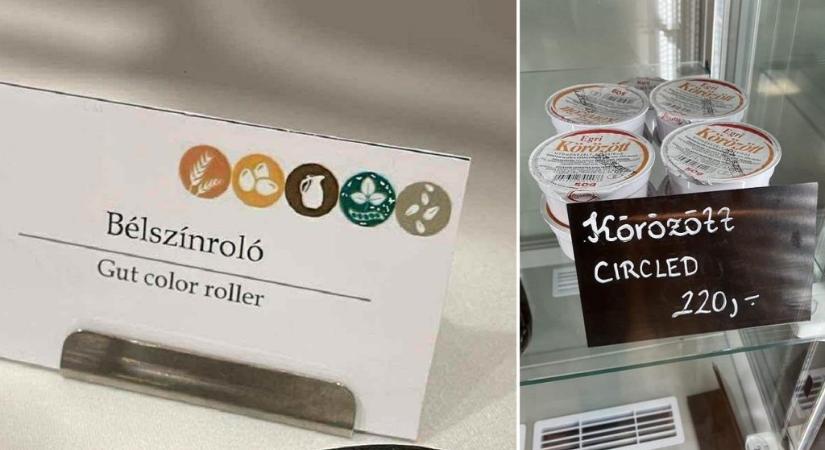 Bélszínroló
Gut color roller
Egri
Körözött
Egri
Körözött
50g
Egri
Körözött
Körözött
CIRCLED
220,-